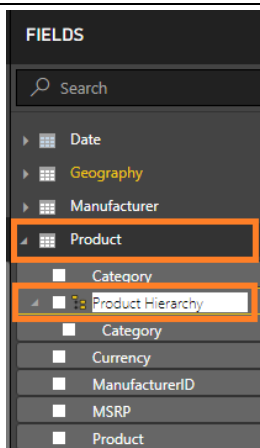 FIELDS
Search
Date
Geography
Manufacturer
Product
Category
Product Hierarchy
Category
Currency
ManufacturerID
MSRP
Product